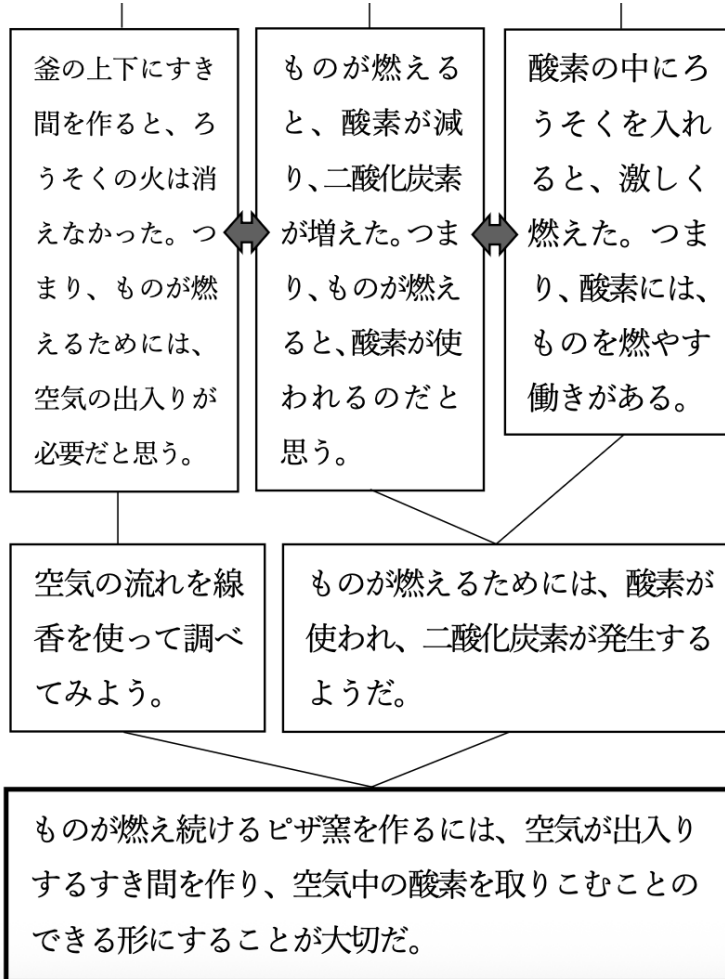 釜の上下にすき
間を作ると、ろ
うそくの火は消
えなかった。つ
まり、ものが燃
えるためには、
空気の出入りが
必要だと思う。
ものが燃える
と、酸素が減
り、二酸化炭素
が増えた。つま
り、ものが燃え
ると、酸素が使
われるのだと
思う。
酸素の中にろ
うそくを入れ
ると、激しく
燃えた。つま
り、酸素には、
ものを燃やす
働きがある。
空気の流れを線
香を使って調べ
てみよう。
ものが燃えるためには、酸素が
使われ、二酸化炭素が発生する
ようだ。
ものが燃え続けるピザ窯を作るには、空気が出入り
するすき間を作り、空気中の酸素を取りこむことの
できる形にすることが大切だ。